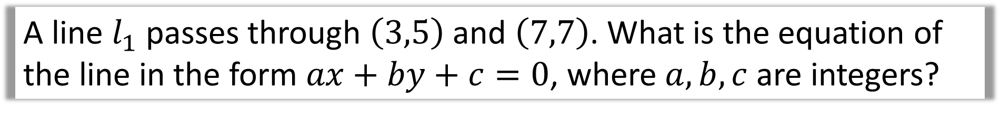 A line l₁ passes through (3,5) and (7,7). What is the equation of
the line in the form ax + by + c = 0, where a, b, c are integers?